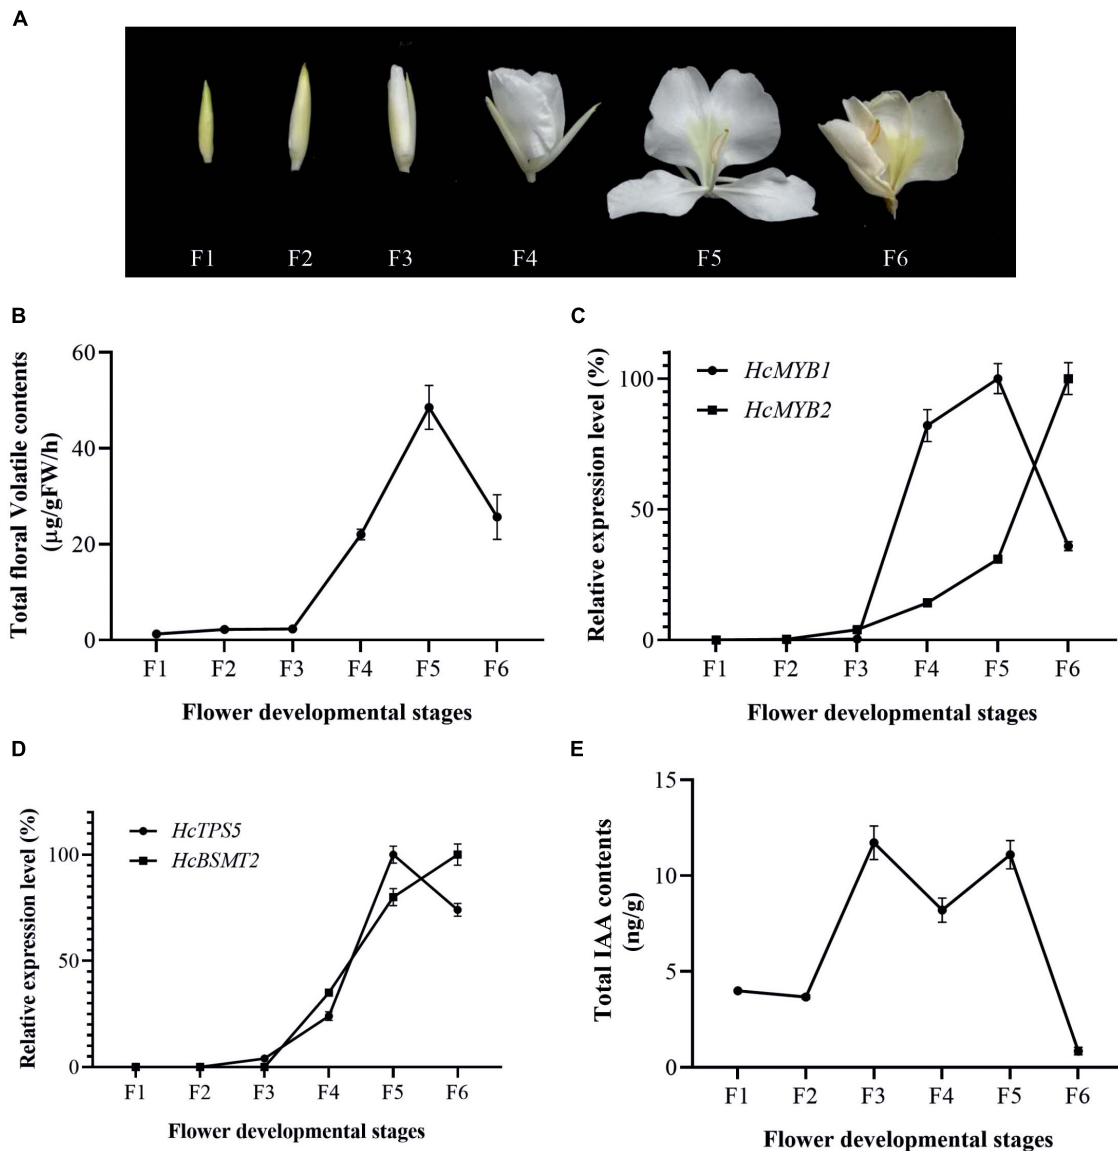 A
F1 F2 F3 F4 F5 F6
B
Total floral Volatile contents
(μg/gFW/h)
60
40
20
0
F1 F2 F3 F4 F5 F6
Flower developmental stages
C
Relative expression level (%)
HcMYB1
HcMYB2
100
50
0
F1 F2 F3 F4 F5 F6
Flower developmental stages
D
Relative expression level (%)
HcTPS5
HcBSMT2
100
50
0
F1 F2 F3 F4 F5 F6
Flower developmental stages
E
Total IAA contents
(ng/g)
15
10
5
0
F1 F2 F3 F4 F5 F6
Flower developmental stages